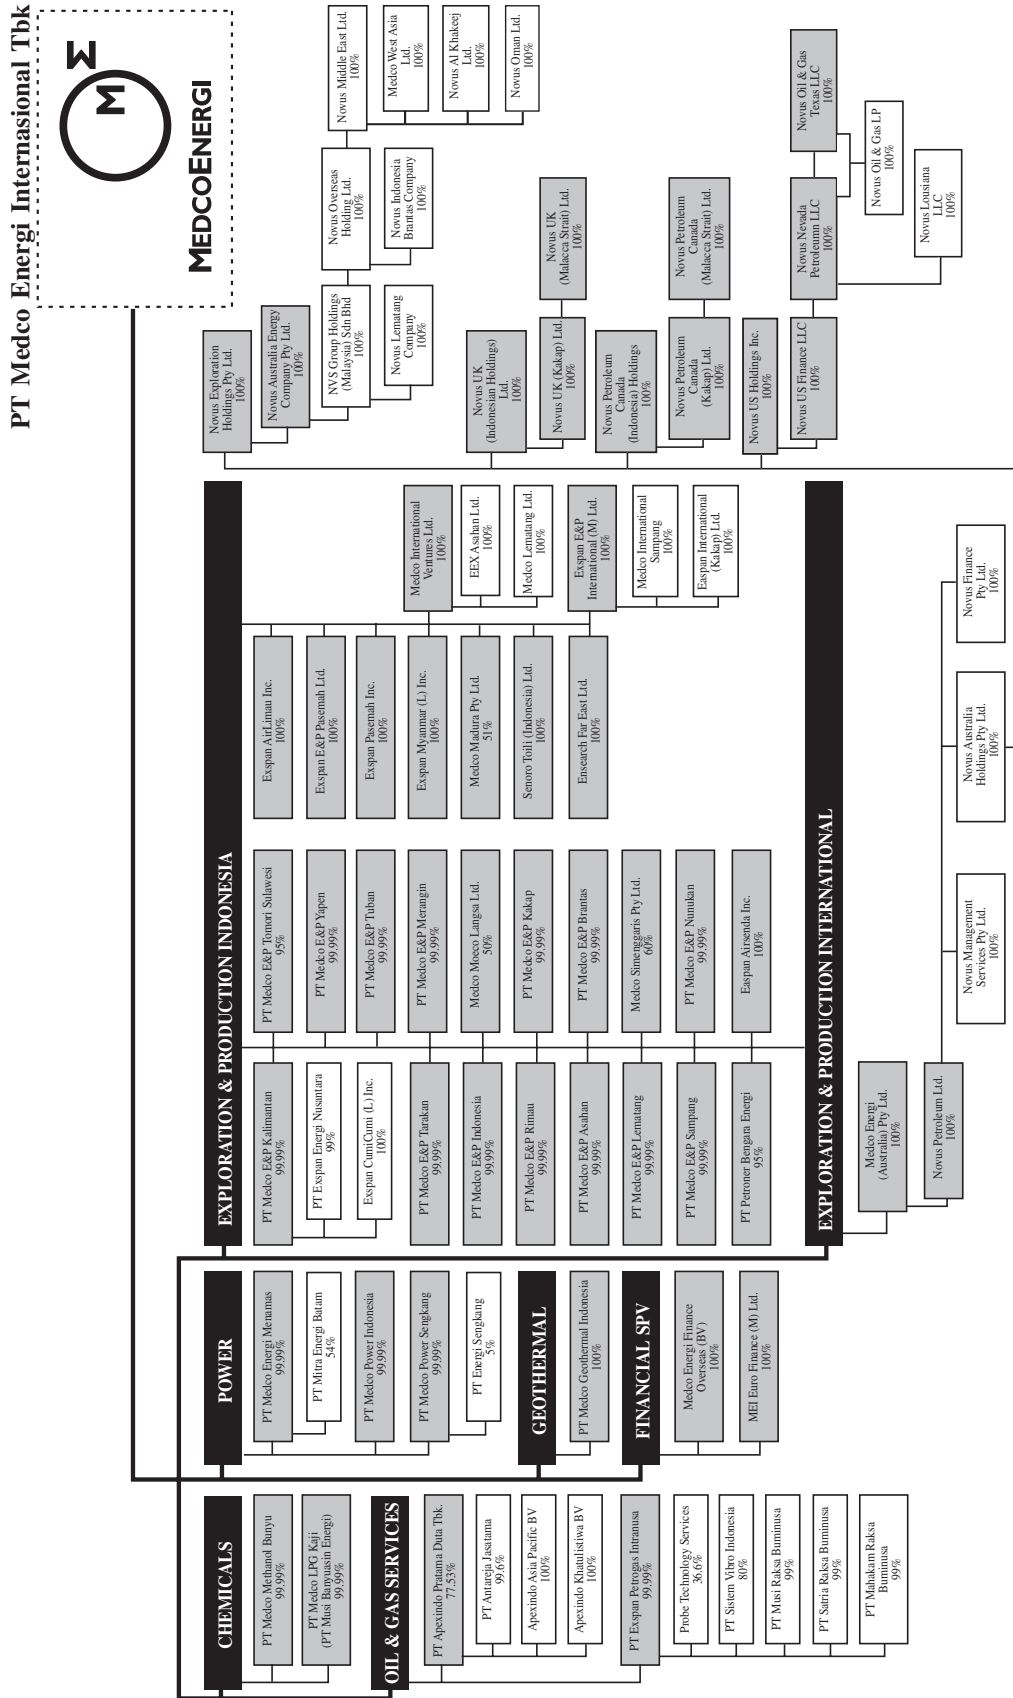 PT Medco Energi Internasional Tbk
M
M
MEDCOENERGI
CHEMICALS
PT Medco Methanol Bunyu
99.99%
PT Medco LPG Kaji
(PT Musi Banyuasin Energi)
99.99%
OIL & GAS SERVICES
PT Apexindo Pratama Duta Tbk.
77.53%
PT Antareja Jasatama
99.6%
Apexindo Asia Pacific BV
100%
Apexindo Khatulistiwa BV
100%
PT Exspan Petrogas Intranusa
99.99%
Probe Technology Services
36.6%
PT Sistem Vibro Indonesia
80%
PT Musi Raksa Buminusa
99%
PT Satria Raksa Buminusa
99%
PT Mahakam Raksa
Buminusa
99%
POWER
PT Medco Energi Menamas
99.99%
PT Mitra Energi Batam
54%
PT Medco Power Indonesia
99.99%
PT Medco Power Sengkang
99.99%
PT Energi Sengkang
5%
GEOTHERMAL
PT Medco Geothermal Indonesia
100%
FINANCIAL SPV
Medco Energi Finance
Overseas (BV)
100%
MEI Euro Finance (M) Ltd.
100%
EXPLORATION & PRODUCTION INDONESIA
PT Medco E&P Kalimantan
99.99%
PT Exspan Energi Nusantara
99%
Exspan CumiCumi (L) Inc.
100%
PT Medco E&P Tarakan
99.99%
PT Medco E&P Indonesia
99.99%
PT Medco E&P Rimau
99.99%
PT Medco E&P Asahan
99.99%
PT Medco E&P Lematang
99.99%
PT Medco E&P Sampang
99.99%
PT Petroner Bengara Energi
95%
PT Medco E&P Tomori Sulawesi
95%
PT Medco E&P Yapen
99.99%
PT Medco E&P Tuban
99.99%
PT Medco E&P Merangin
99.99%
Medco Moeco Langsa Ltd.
50%
PT Medco E&P Kakap
99.99%
PT Medco E&P Brantas
99.99%
Medco Simenggaris Pty Ltd.
60%
PT Medco E&P Nunukan
99.99%
Easpan Airsenda Inc.
100%
Exspan AirLimau Inc.
100%
Exspan E&P Pasemah Ltd.
100%
Exspan Pasemah Inc.
100%
Exspan Myanmar (L) Inc.
100%
Medco Madura Pty Ltd.
51%
Senoro Toili (Indonesia) Ltd.
100%
Ensearch Far East Ltd.
100%
Medco International
Ventures Ltd.
100%
EEX Asahan Ltd.
100%
Medco Lematang Ltd.
100%
Exspan E&P
International (M) Ltd.
100%
Medco International
Sampang
100%
Easpan International
(Kakap) Ltd.
100%
EXPLORATION & PRODUCTION INTERNATIONAL
Medco Energi
(Australia) Pty Ltd.
100%
Novus Petroleum Ltd.
100%
Novus Management
Services Pty Ltd.
100%
Novus Australia
Holdings Pty Ltd.
100%
Novus Finance
Pty Ltd.
100%
Novus Exploration
Holdings Pty Ltd.
100%
Novus Australia Energy
Company Pty Ltd.
100%
NVS Group Holdings
(Malaysia) Sdn Bhd
100%
Novus Lematang
Company
100%
Novus Overseas
Holding Ltd.
100%
Novus Indonesia
Brantas Company
100%
Novus Middle East Ltd.
100%
Medco West Asia
Ltd.
100%
Novus Al Khakeej
Ltd.
100%
Novus Oman Ltd.
100%
Novus UK
(Indonesian Holdings)
Ltd.
100%
Novus UK (Kakap) Ltd.
100%
Novus UK
(Malacca Strait) Ltd.
100%
Novus Petroleum
Canada
(Indonesia) Holdings
100%
Novus Petroleum
Canada
(Kakap) Ltd.
100%
Novus Petroleum
Canada
(Malacca Strait) Ltd.
100%
Novus US Holdings Inc.
100%
Novus US Finance LLC
100%
Novus Nevada
Petroleumn LLC
100%
Novus Oil & Gas
Texas LLC
100%
Novus Oil & Gas LP
100%
Novus Lousiana
LLC
100%